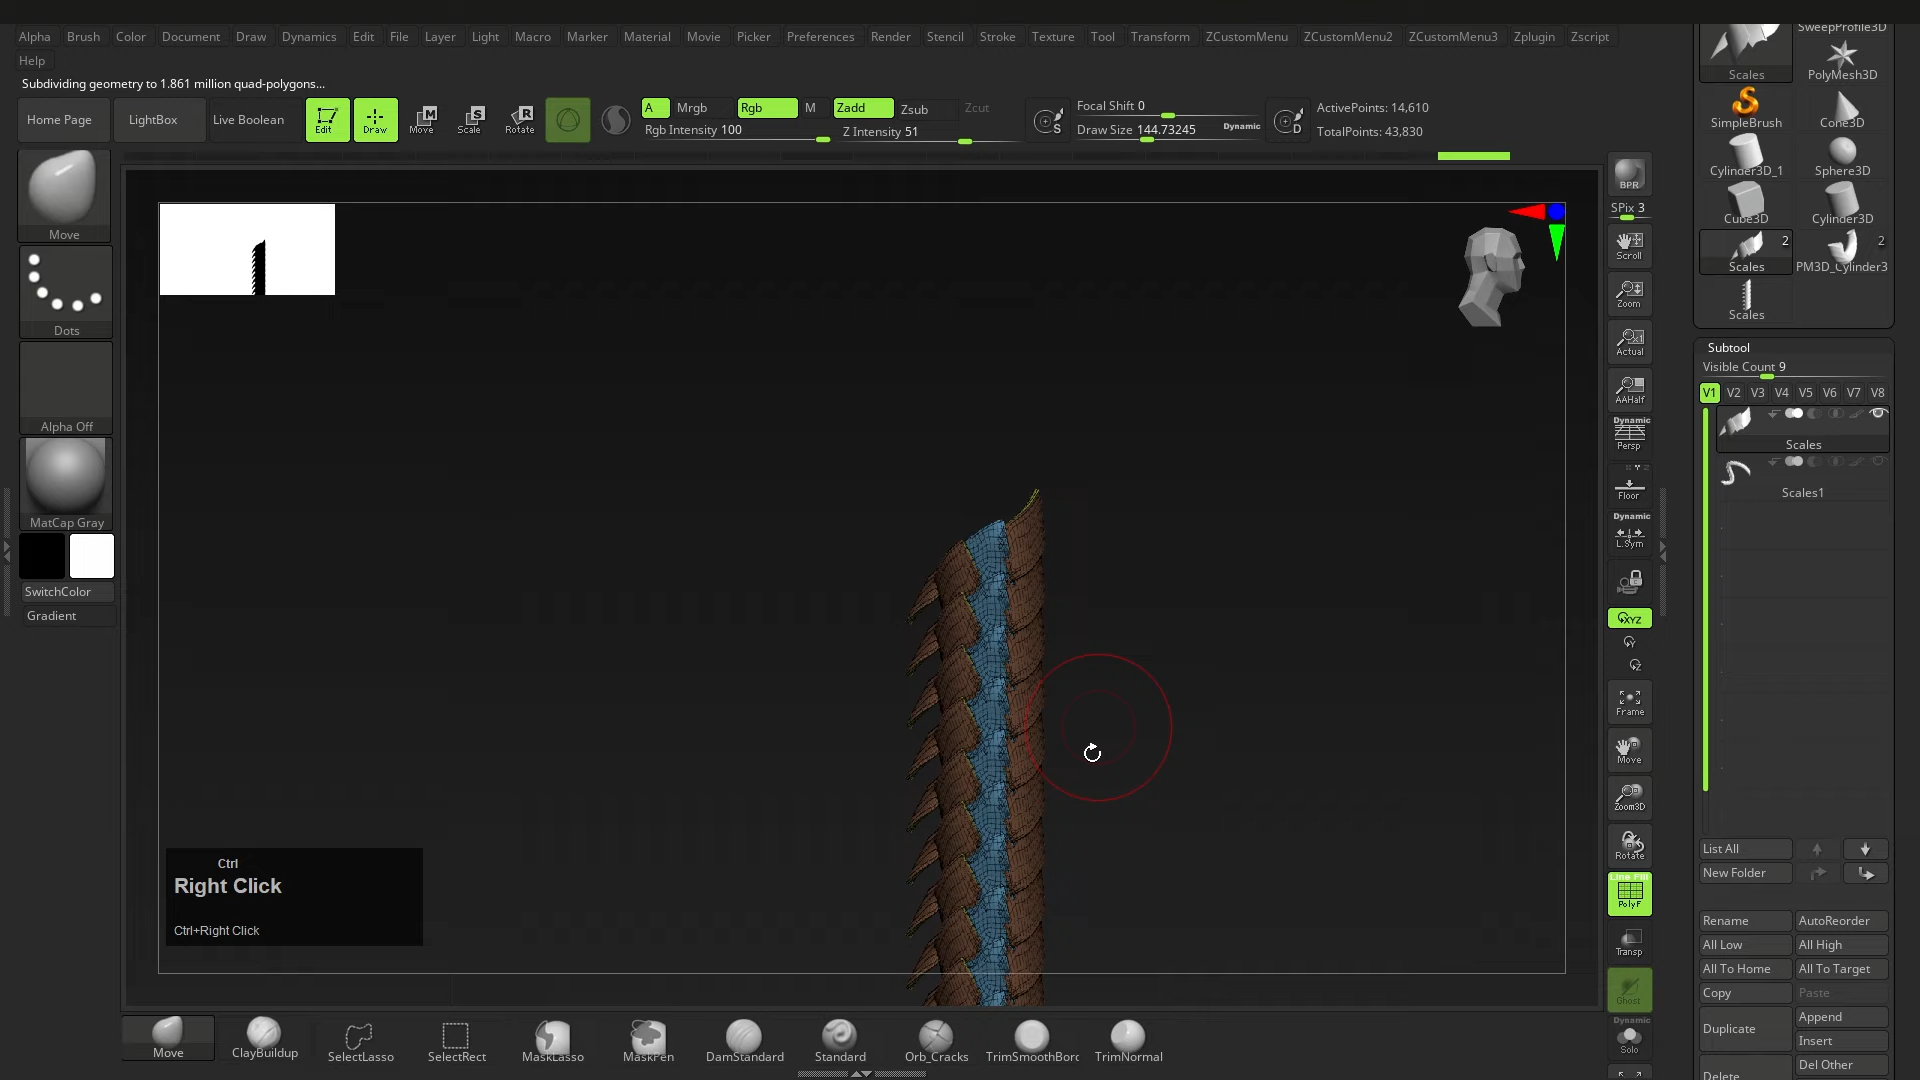 Alpha Brush Color Document Draw Dynamics Edit File Layer Light Macro Marker Material Movie Picker Preferences Render Stencil Stroke Texture Tool Transform ZCustomMenu ZCustomMenu2 ZCustomMenu3 Zplugin Zscript
Help
Subdividing geometry to 1.861 million quad-polygons...
Home Page LightBox Live Boolean Edit Draw Move Scale Rotate
A Mrgb Rgb M Zadd Zsub Zcut
Rgb Intensity 100 Z Intensity 51
Focal Shift 0
Draw Size 144.73245 Dynamic
ActivePoints: 14,610
TotalPoints: 43,830
Move
Dots
Alpha Off
MatCap Gray
SwitchColor
Gradient
Ctrl
Right Click
Ctrl+Right Click
Move ClayBuildup SelectLasso SelectRect MaskLasso MaskPen DamStandard Standard Orb_Cracks TrimSmoothBorc TrimNormal
BPR
SPix 3
Scroll
Zoom
Actual
AAHalf
Dynamic
Persp
Floor
Dynamic
L.Sym
XYZ
Y
Z
Frame
Move
Zoom3D
Rotate
Line Fill
PolyF
Transp
Ghost
Dynamic
Solo
SweepProfile3D
Scales PolyMesh3D
SimpleBrush Cone3D
Cylinder3D_1 Sphere3D
Cube3D Cylinder3D
2 2
Scales PM3D_Cylinder3
Scales
Subtool
Visible Count 9
V1 V2 V3 V4 V5 V6 V7 V8
Scales
Scales1
List All
New Folder
Rename AutoReorder
All Low All High
All To Home All To Target
Copy Paste
Duplicate Append
Insert
Delete Del Other